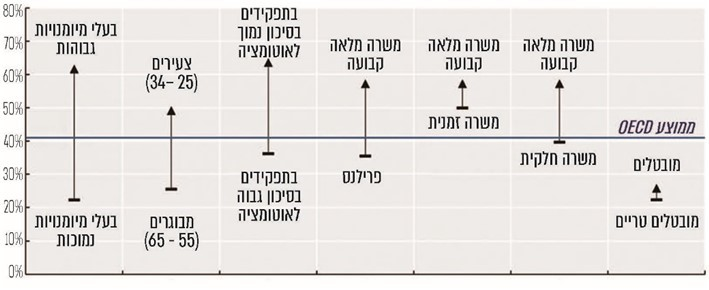 80%
70%
60%
50%
40%
30%
20%
10%
0%
בעלי מיומנויות
גבוהות
בעלי מיומנויות
נמוכות
צעירים
(34–25)
מבוגרים
(65 - 55)
בתפקידים
בסיכון נמוך
לאוטומציה
בתפקידים
בסיכון גבוה
לאוטומציה
משרה מלאה
קבועה
פרילנס
משרה מלאה
קבועה
משרה זמנית
משרה מלאה
קבועה
משרה חלקית
ממוצע OECD
מובטלים
מובטלים טריים